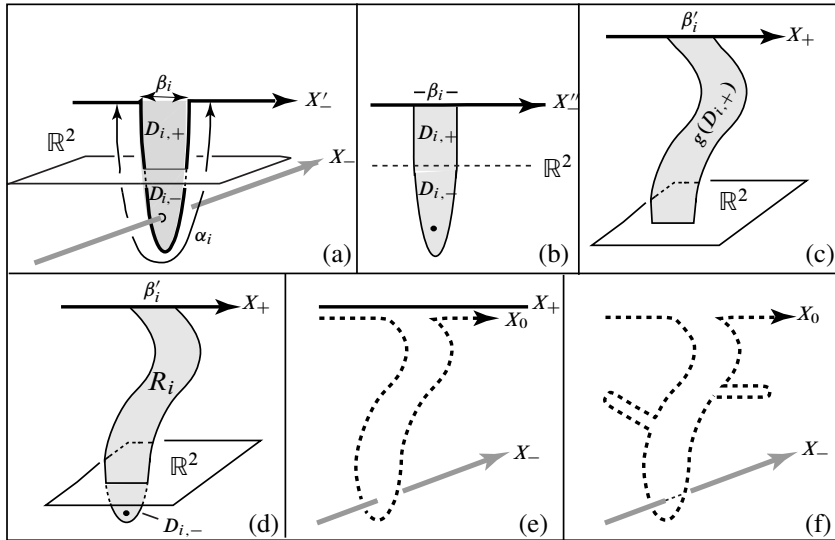 β_i
X'_-
D_{i,+}
ℝ²
X_-
D_{i,-}
α_i
(a)
-β_i-
X''_-
D_{i,+}
ℝ²
D_{i,-}
(b)
β'_i
X_+
g(D_{i,+})
ℝ²
(c)
β'_i
X_+
R_i
ℝ²
D_{i,-}
(d)
X_+
X_0
X_-
(e)
X_0
X_-
(f)